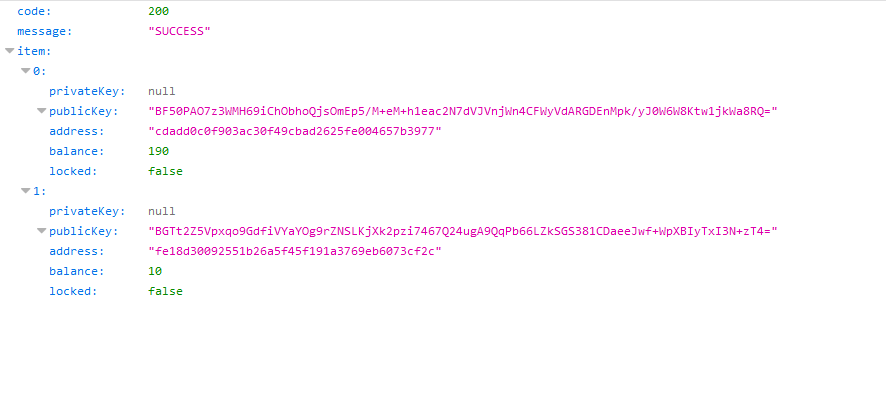 code: 200
message: "SUCCESS"
item:
0:
privateKey: null
publicKey: "BF50PAO7z3WMH69iChObhoQjsOmEp5/M+eM+h1eac2N7dVJVnjWn4CFWyVdARGDEnMpk/yJ0W6W8Ktw1jkWa8RQ="
address: "cdadd0c0f903ac30f49cbad2625fe004657b3977"
balance: 190
locked: false
1:
privateKey: null
publicKey: "BGTt2Z5Vpxqo9GdfiVYaYOg9rZNSLKjXk2pzi7467Q24ugA9QqPb66LZkSGS381CDaeeJwf+WpXBIyTxI3N+zT4="
address: "fe18d30092551b26a5f45f191a3769eb6073cf2c"
balance: 10
locked: false